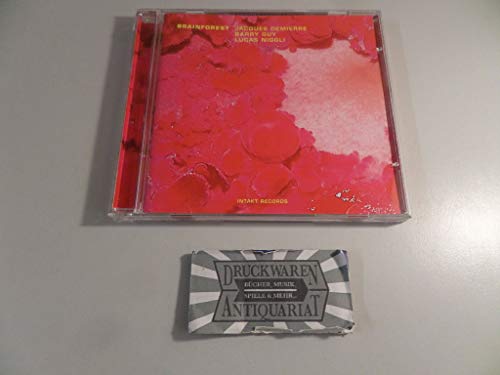 BRAINFOREST JACQUES DEMIERRE
BARRY GUY
LUCAS NIGGLI
INTAKT RECORDS
DRUCKWAREN
BÜCHER, MUSIK,
SPIELE & MEHR...
ANTIQUARIAT